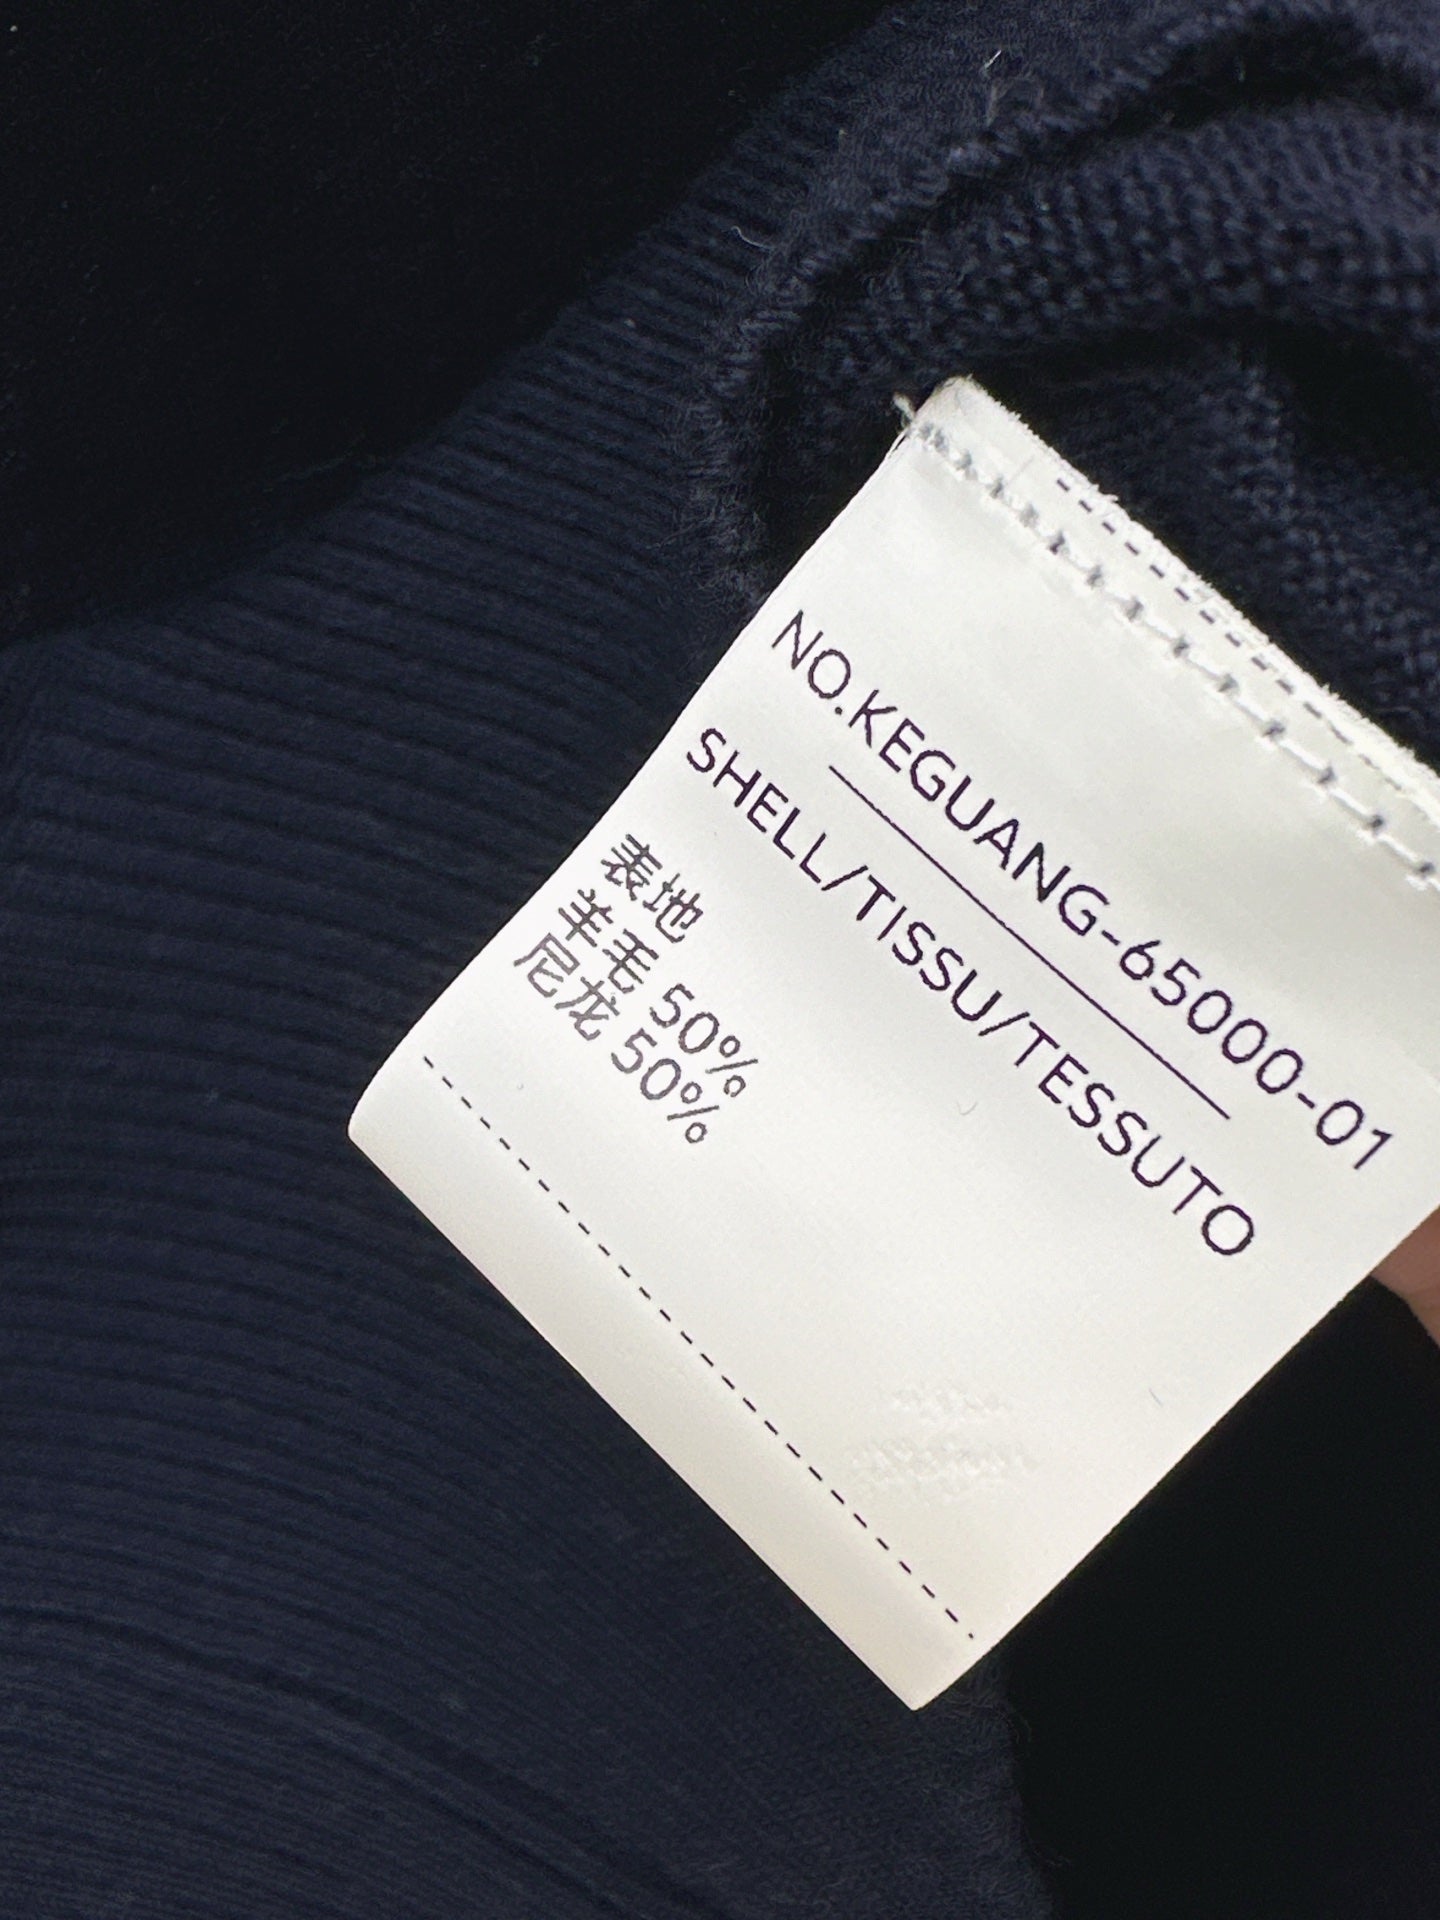 NO.KEGUANG-65000-01
SHELL/TISSU/TESSUTO
表地
羊毛 50%
尼龙 50%